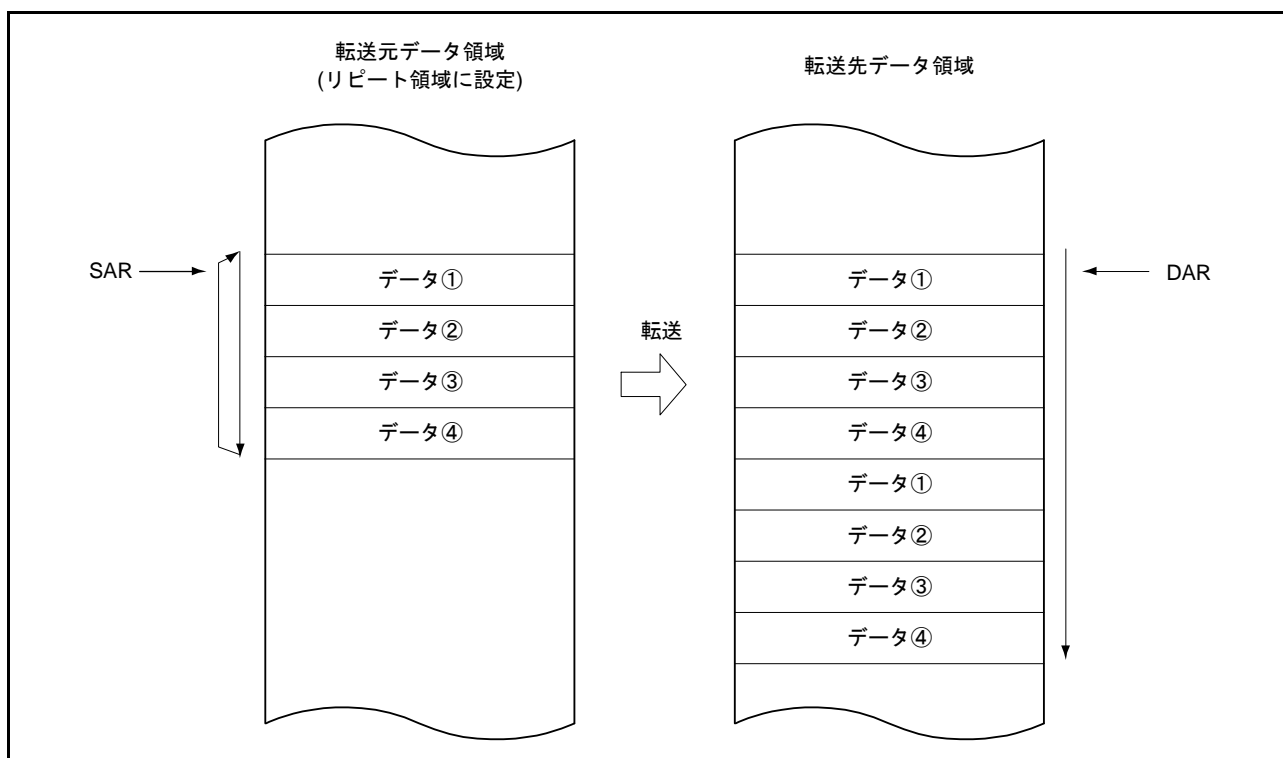 転送元データ領域
(リピート領域に設定)
転送先データ領域
SAR
データ①
データ②
データ③
データ④
転送
データ①
データ②
データ③
データ④
データ①
データ②
データ③
データ④
DAR